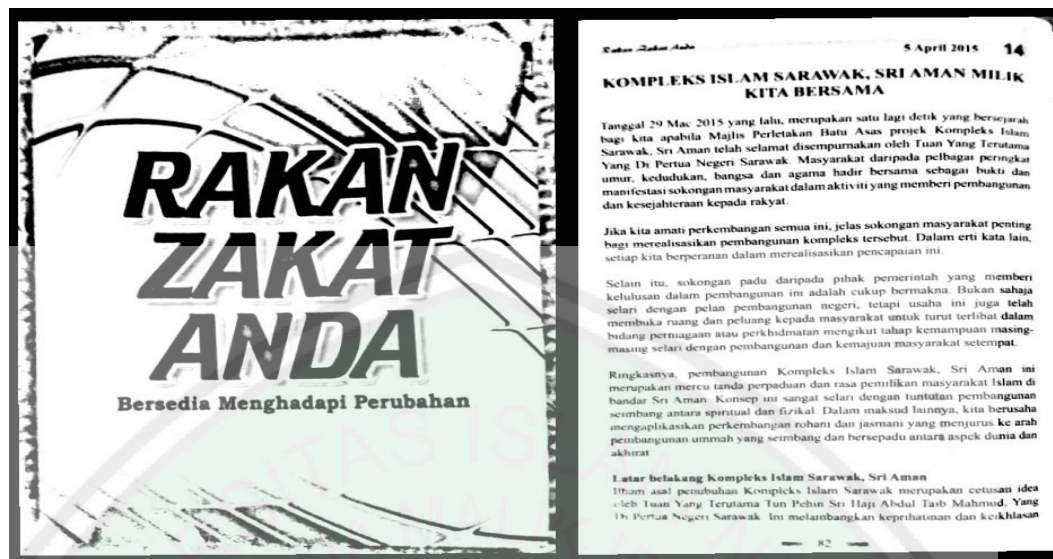 RAKAN
ZAKAT
ANDA
Bersedia Menghadapi Perubahan
Rakan Zakat Anda
5 April 2015 14
KOMPLEKS ISLAM SARAWAK, SRI AMAN MILIK
KITA BERSAMA
Tanggal 29 Mac 2015 yang lalu, merupakan satu lagi detik yang bersejarah
bagi kita apabila Majlis Perletakan Batu Asas projek Kompleks Islam
Sarawak, Sri Aman telah selamat disempurnakan oleh Tuan Yang Terutama
Yang Di Pertua Negeri Sarawak. Masyarakat daripada pelbagai peringkat
umur, kedudukan, bangsa dan agama hadir bersama sebagai bukti dan
manifestasi sokongan masyarakat dalam aktiviti yang memberi pembangunan
dan kesejahteraan kepada rakyat.
Jika kita amati perkembangan semua ini, jelas sokongan masyarakat penting
bagi merealisasikan pembangunan kompleks tersebut. Dalam erti kata lain,
setiap kita berperanan dalam merealisasikan pencapaian ini.
Selain itu, sokongan padu daripada pihak pemerintah yang memberi
kelulusan dalam pembangunan ini adalah cukup bermakna. Bukan sahaja
selari dengan pelan pembangunan negeri, tetapi usaha ini juga telah
membuka ruang dan peluang kepada masyarakat untuk turut terlibat dalam
bidang perniagaan atau perkhidmatan mengikut tahap kemampuan masing-
masing selari dengan pembangunan dan kemajuan masyarakat setempat.
Ringkasnya, pembangunan Kompleks Islam Sarawak, Sri Aman ini
merupakan mercu tanda perpaduan dan rasa pemilikan masyarakat Islam di
bandar Sri Aman. Konsep ini sangat selari dengan tuntutan pembangunan
seimbang antara spiritual dan fizikal. Dalam maksud lainnya, kita berusaha
mengaplikasikan perkembangan rohani dan jasmani yang menjurus ke arah
pembangunan ummah yang seimbang dan bersepadu antara aspek dunia dan
akhirat
Latar belakang Kompleks Islam Sarawak, Sri Aman
Ilham asal penubuhan Kompleks Islam Sarawak merupakan cetusan idea
oleh Tuan Yang Terutama Tun Pehin Sri Haji Abdul Taib Mahmud, Yang
Di Pertua Negeri Sarawak. Ini melambangkan keprihatinan dan keikhlasan
82